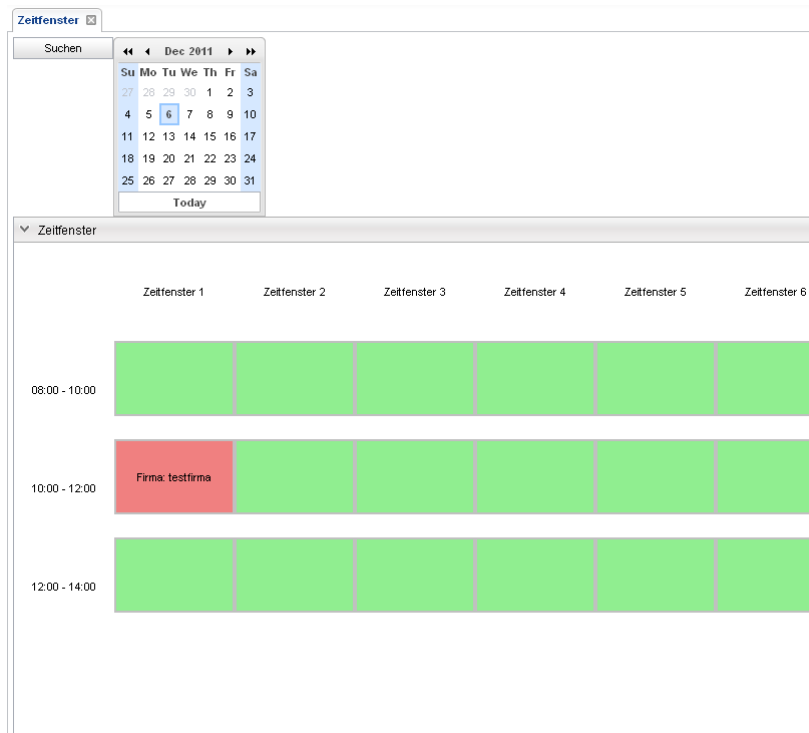 Zeitfenster
Suchen
Dec 2011
Su Mo Tu We Th Fr Sa
27 28 29 30 1 2 3
4 5 6 7 8 9 10
11 12 13 14 15 16 17
18 19 20 21 22 23 24
25 26 27 28 29 30 31
Today
Zeitfenster
Zeitfenster 1 Zeitfenster 2 Zeitfenster 3 Zeitfenster 4 Zeitfenster 5 Zeitfenster 6
08:00 - 10:00
10:00 - 12:00 Firma: testfirma
12:00 - 14:00